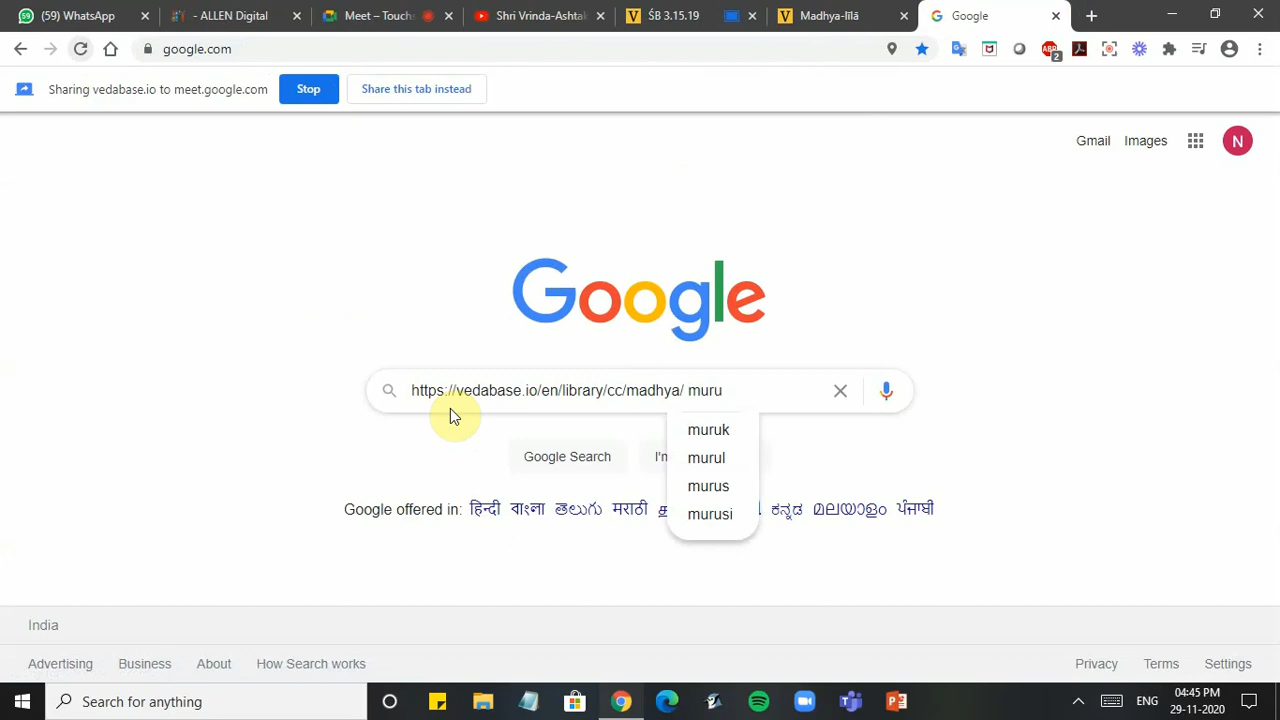 (59) WhatsApp
- ALLEN Digital
Meet – Touchs
Shri Vrinda-Ashtak
ŚB 3.15.19
Madhya-līlā
Google
google.com
2
Sharing vedabase.io to meet.google.com
Stop
Share this tab instead
Gmail
Images
N
Google
https://vedabase.io/en/library/cc/madhya/ muru
muruk
murul
murus
murusi
Google Search
I'm
Google offered in: हिन्दी বাংলা తెలుగు मराठी ಕನ್ನಡ മലയാളം ਪੰਜਾਬੀ
India
Advertising
Business
About
How Search works
Privacy
Terms
Settings
Search for anything
ENG
04:45 PM
29-11-2020